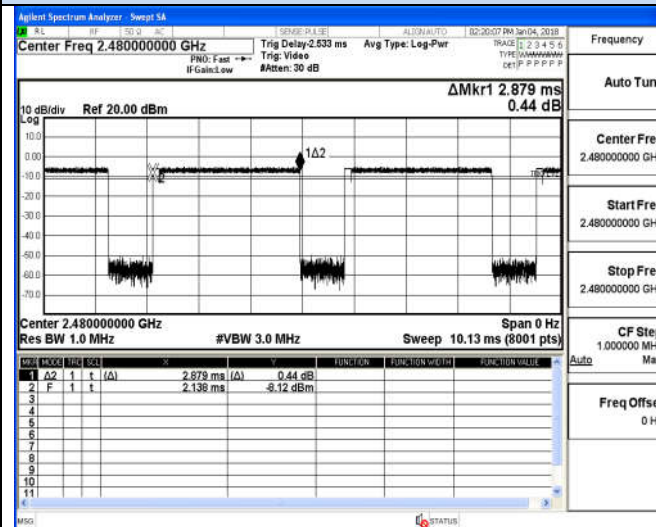 Agilent Spectrum Analyzer - Swept SA
RL RF 50 Ω AC SENSE:PULSE ALIGNAUTO 02:20:07 PM Jan 04, 2018
Center Freq 2.480000000 GHz
PNO: Fast
IFGain:Low
Trig Delay-2.533 ms
Trig: Video
#Atten: 30 dB
Avg Type: Log-Pwr
TRACE 1 2 3 4 5 6
TYPE
DET P P P P P P
ΔMkr1 2.879 ms
0.44 dB
10 dB/div Ref 20.00 dBm
Log
10.0
0.00
-10.0
-20.0
-30.0
-40.0
-50.0
-60.0
-70.0
1Δ2
Center 2.480000000 GHz Span 0 Hz
Res BW 1.0 MHz #VBW 3.0 MHz Sweep 10.13 ms (8001 pts)
MKR MODE TRC SCL X Y FUNCTION FUNCTION WIDTH FUNCTION VALUE
1 Δ2 1 t (Δ) 2.879 ms (Δ) 0.44 dB
2 F 1 t 2.138 ms -8.12 dBm
3
4
5
6
7
8
9
10
11
MSG STATUS
Frequency
Auto Tun
Center Fre
2.480000000 GH
Start Fre
2.480000000 GH
Stop Fre
2.480000000 GH
CF Ste
1.000000 MH
Auto Ma
Freq Offse
0 H